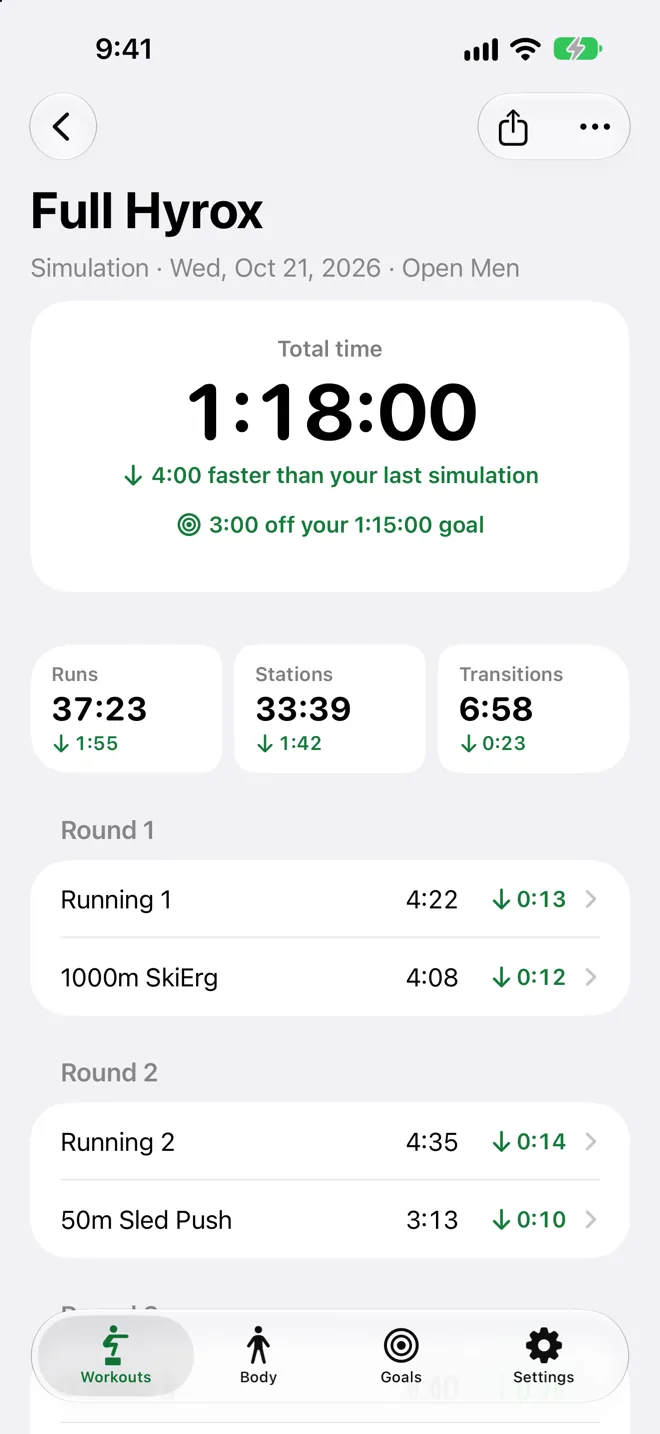 9:41
Full Hyrox
Simulation · Wed, Oct 21, 2026 · Open Men
Total time
1:18:00
↓ 4:00 faster than your last simulation
3:00 off your 1:15:00 goal
Runs
37:23
↓ 1:55
Stations
33:39
↓ 1:42
Transitions
6:58
↓ 0:23
Round 1
Running 1 4:22 ↓ 0:13
1000m SkiErg 4:08 ↓ 0:12
Round 2
Running 2 4:35 ↓ 0:14
50m Sled Push 3:13 ↓ 0:10
Workouts Body Goals Settings